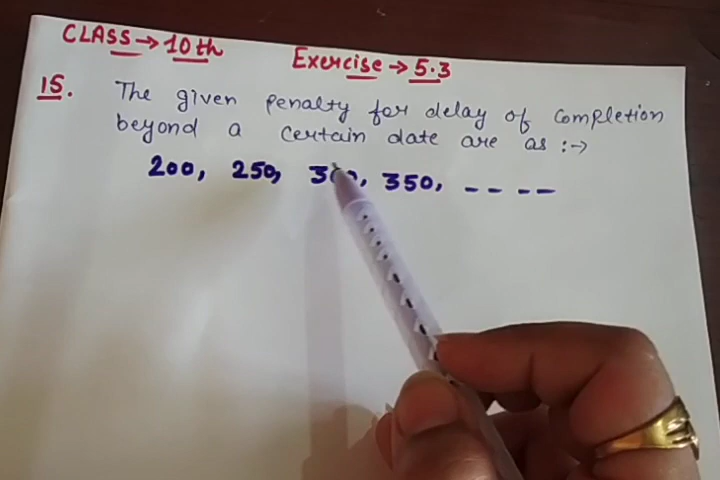 CLASS → 10th Exercise → 5.3
15. The given penalty for delay of completion
beyond a certain date are as :→
200, 250, 300, 350, - - - -